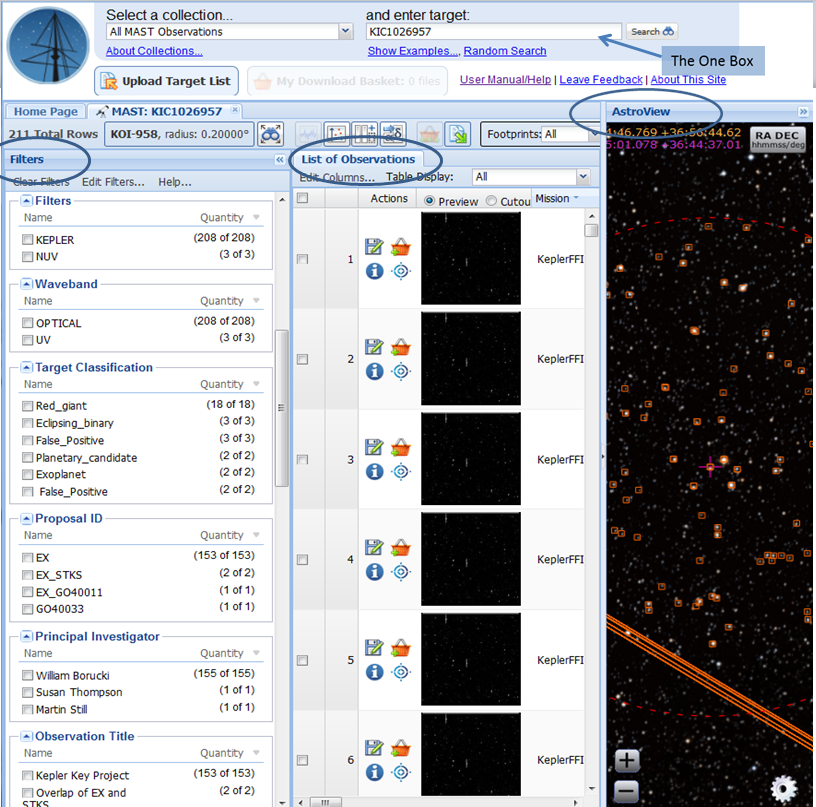 Select a collection...
and enter target:
All MAST Observations
KIC1026957
Search
About Collections...
Show Examples..., Random Search
The One Box
Upload Target List
My Download Basket: 0 files
User Manual/Help | Leave Feedback | About This Site
Home Page
MAST: KIC1026957
AstroView
211 Total Rows
KOI-958, radius: 0.20000°
Footprints: All
4:46.769 +36:56:44.62
5:01.078 +36:44:37.01
RA DEC
hhmmss/deg
Filters
Clear Filters
Edit Filters...
Help...
Filters
Name Quantity
KEPLER (208 of 208)
NUV (3 of 3)
Waveband
Name Quantity
OPTICAL (208 of 208)
UV (3 of 3)
Target Classification
Name Quantity
Red_giant (18 of 18)
Eclipsing_binary (3 of 3)
False_Positive (3 of 3)
Planetary_candidate (2 of 2)
Exoplanet (2 of 2)
False_Positive (2 of 2)
Proposal ID
Name Quantity
EX (153 of 153)
EX_STKS (2 of 2)
EX_GO40011 (1 of 1)
GO40033 (1 of 1)
Principal Investigator
Name Quantity
William Borucki (155 of 155)
Susan Thompson (1 of 1)
Martin Still (1 of 1)
Observation Title
Name Quantity
Kepler Key Project (153 of 153)
Overlap of EX and (2 of 2)
STKS
List of Observations
Edit Columns...
Table Display: All
Actions Preview Cutou Mission
1 KeplerFFI
2 KeplerFFI
3 KeplerFFI
4 KeplerFFI
5 KeplerFFI
6 KeplerFFI